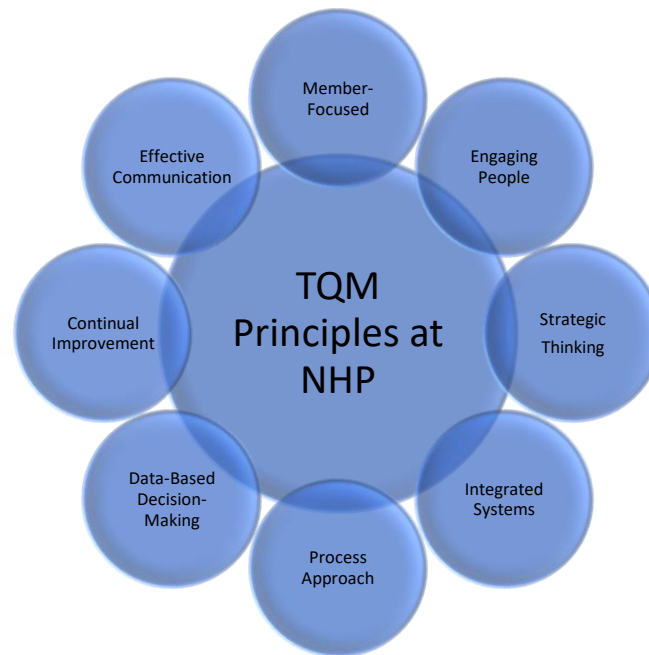 TQM
Principles at
NHP
Member-
Focused
Engaging
People
Strategic
Thinking
Integrated
Systems
Process
Approach
Data-Based
Decision-
Making
Continual
Improvement
Effective
Communication